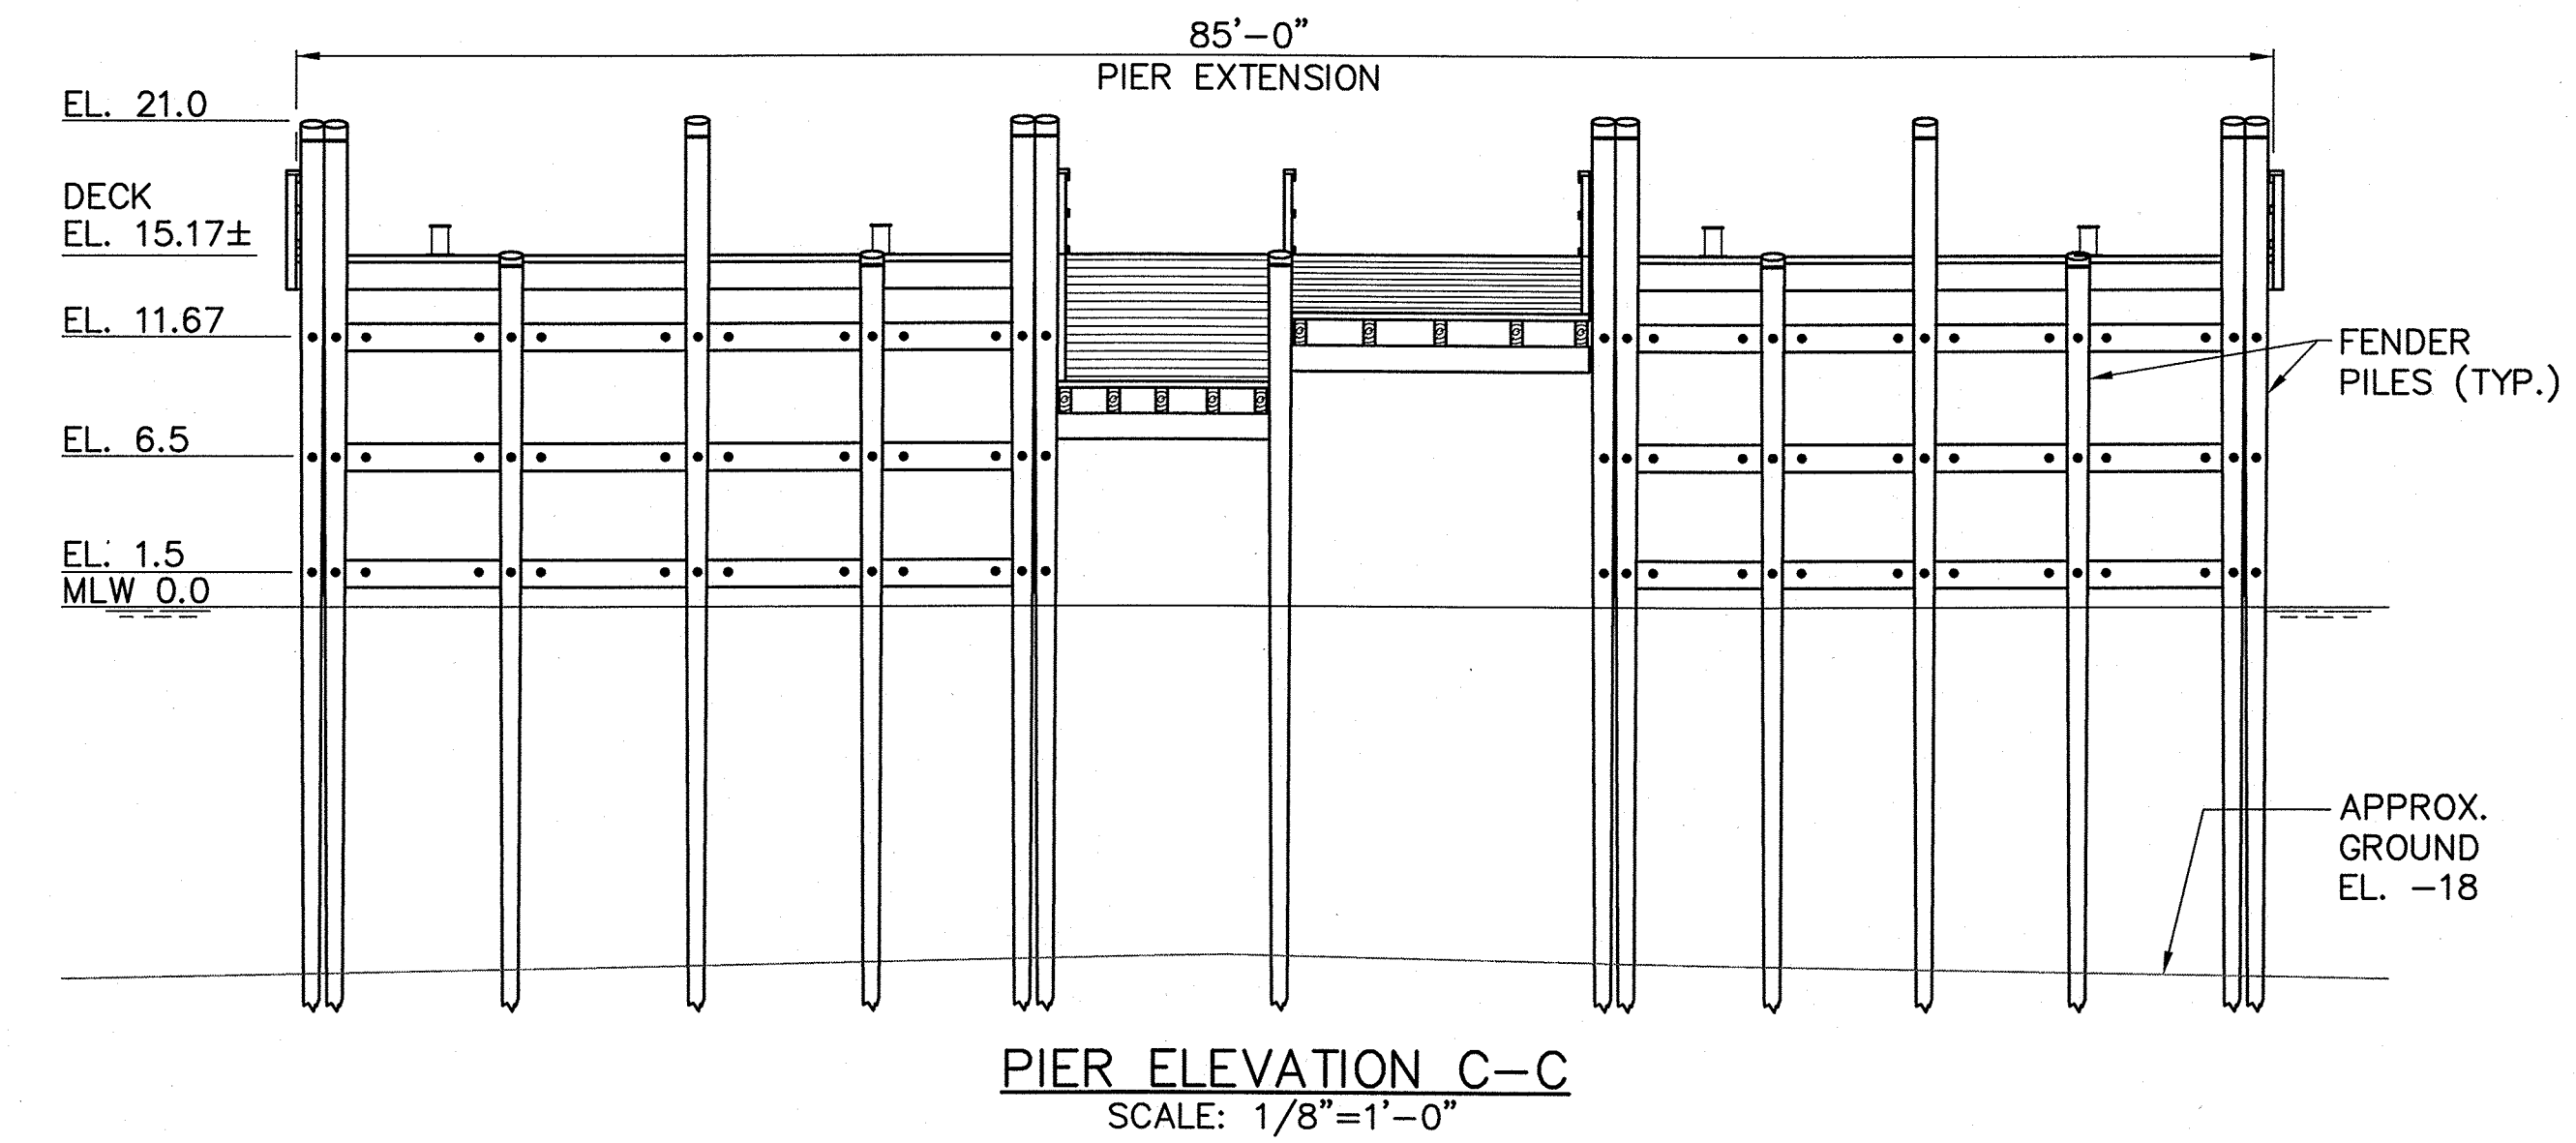 85'-0"
PIER EXTENSION
EL. 21.0
DECK
EL. 15.17±
EL. 11.67
EL. 6.5
EL. 1.5
MLW 0.0
FENDER
PILES (TYP.)
APPROX.
GROUND
EL. -18
PIER ELEVATION C-C
SCALE: 1/8"=1'-0"